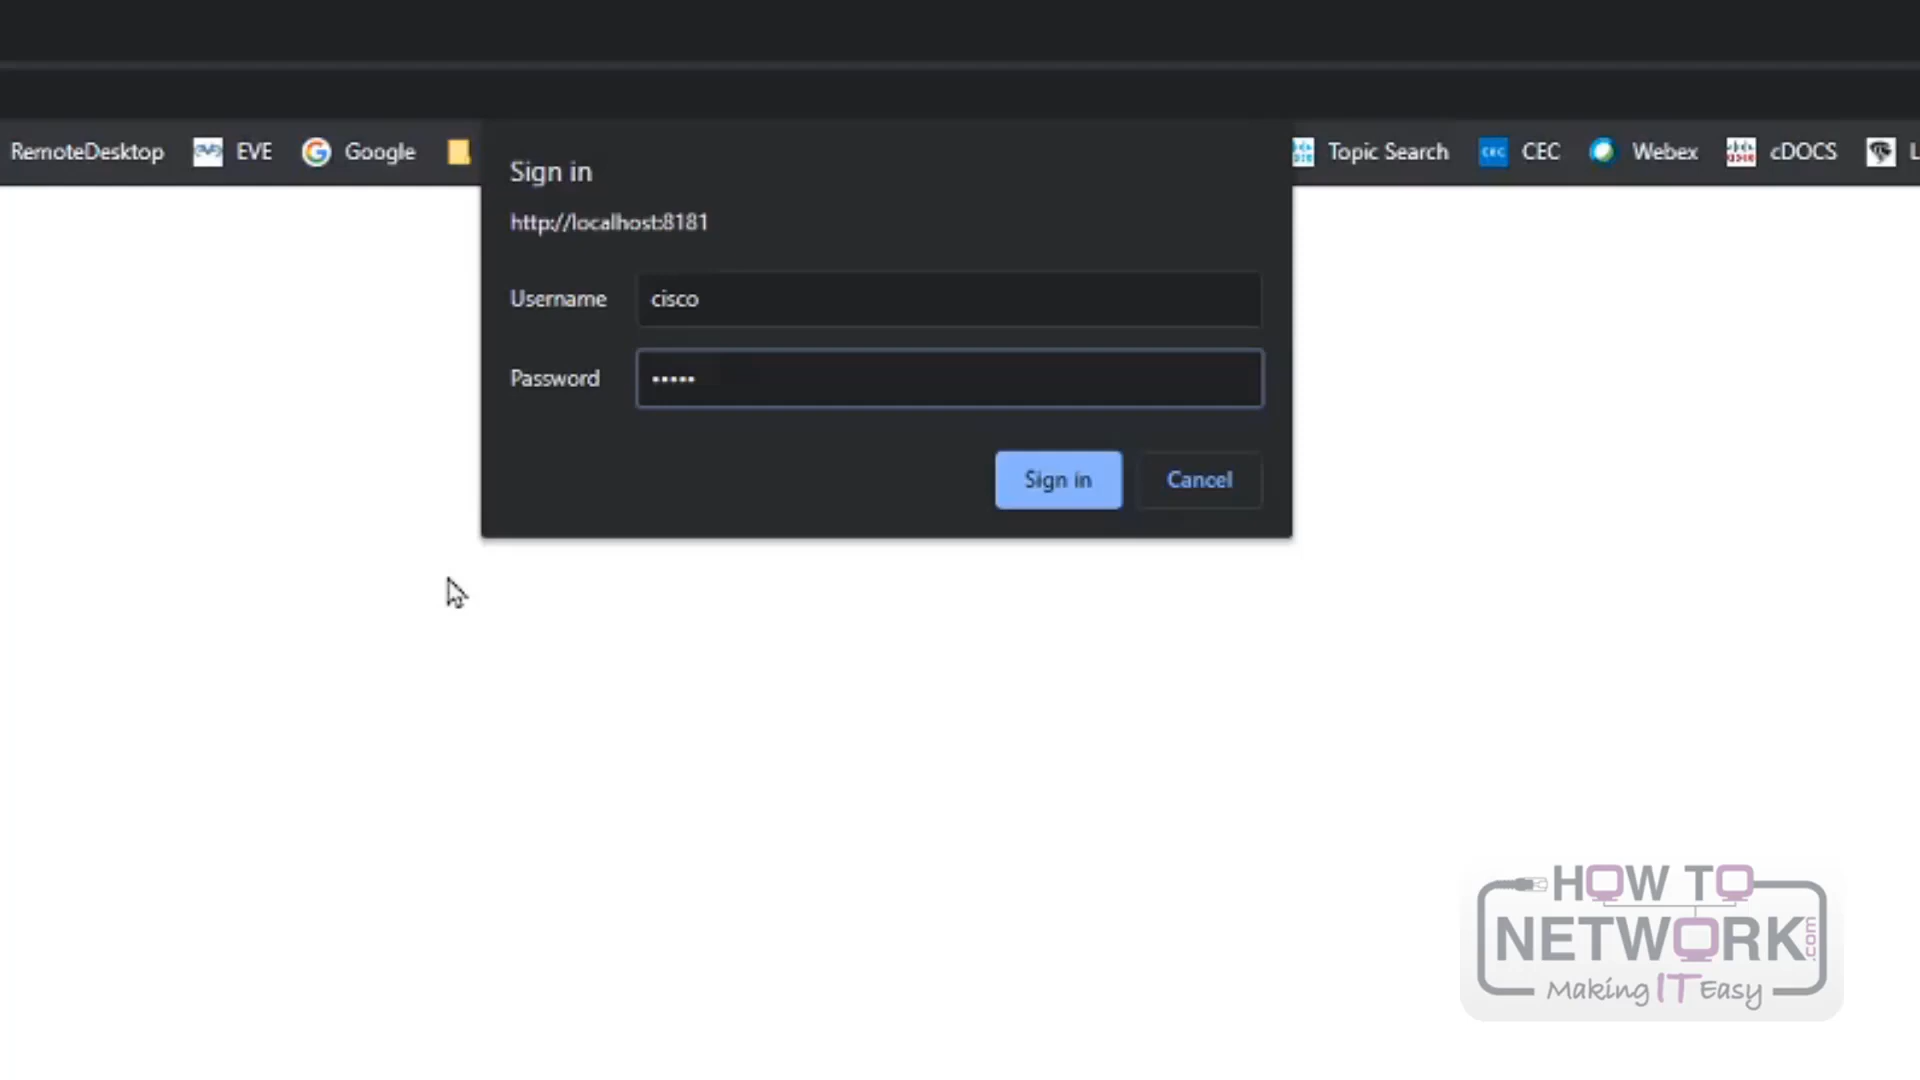 RemoteDesktop EVE Google Topic Search CEC CEC Webex cDOCS L
Sign in
http://localhost:8181
Username cisco
Password •••••
Sign in Cancel
HOW TO
NETWORK.com
Making IT Easy